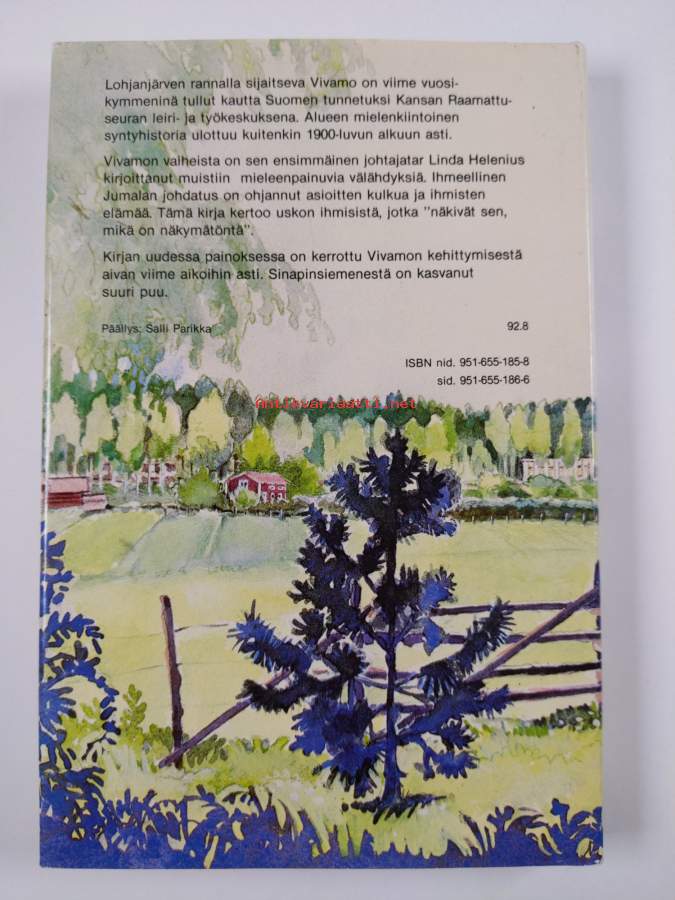 Lohjanjärven rannalla sijaitseva Vivamo on viime vuosi-
kymmeninä tullut kautta Suomen tunnetuksi Kansan Raamattu-
seuran leiri- ja työkeskuksena. Alueen mielenkiintoinen
syntyhistoria ulottuu kuitenkin 1900-luvun alkuun asti.
Vivamon vaiheista on sen ensimmäinen johtajatar Linda Helenius
kirjoittanut muistiin mieleenpainuvia välähdyksiä. Ihmeellinen
Jumalan johdatus on ohjannut asioitten kulkua ja ihmisten
elämää. Tämä kirja kertoo uskon ihmisistä, jotka "näkivät sen,
mikä on näkymätöntä".
Kirjan uudessa painoksessa on kerrottu Vivamon kehittymisestä
aivan viime aikoihin asti. Sinapinsiemenestä on kasvanut
suuri puu.
Päällys: Salli Parikka 92.8
ISBN nid. 951-655-185-8
sid. 951-655-186-6
Antikvariaatti.net